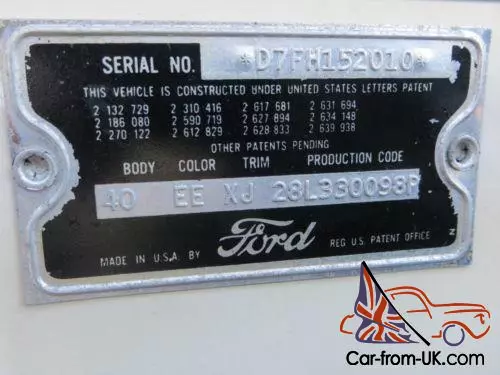 SERIAL NO. *D7FH152010*
THIS VEHICLE IS CONSTRUCTED UNDER UNITED STATES LETTERS PATENT
2 132 729 2 310 416 2 617 681 2 631 694
2 186 080 2 590 719 2 627 894 2 634 148
2 270 122 2 612 829 2 628 833 2 639 938
OTHER PATENTS PENDING
BODY COLOR TRIM PRODUCTION CODE
40 EE XJ 28L330098P
MADE IN U.S.A. BY Ford REG U.S. PATENT OFFICE N
Car-from-UK.com